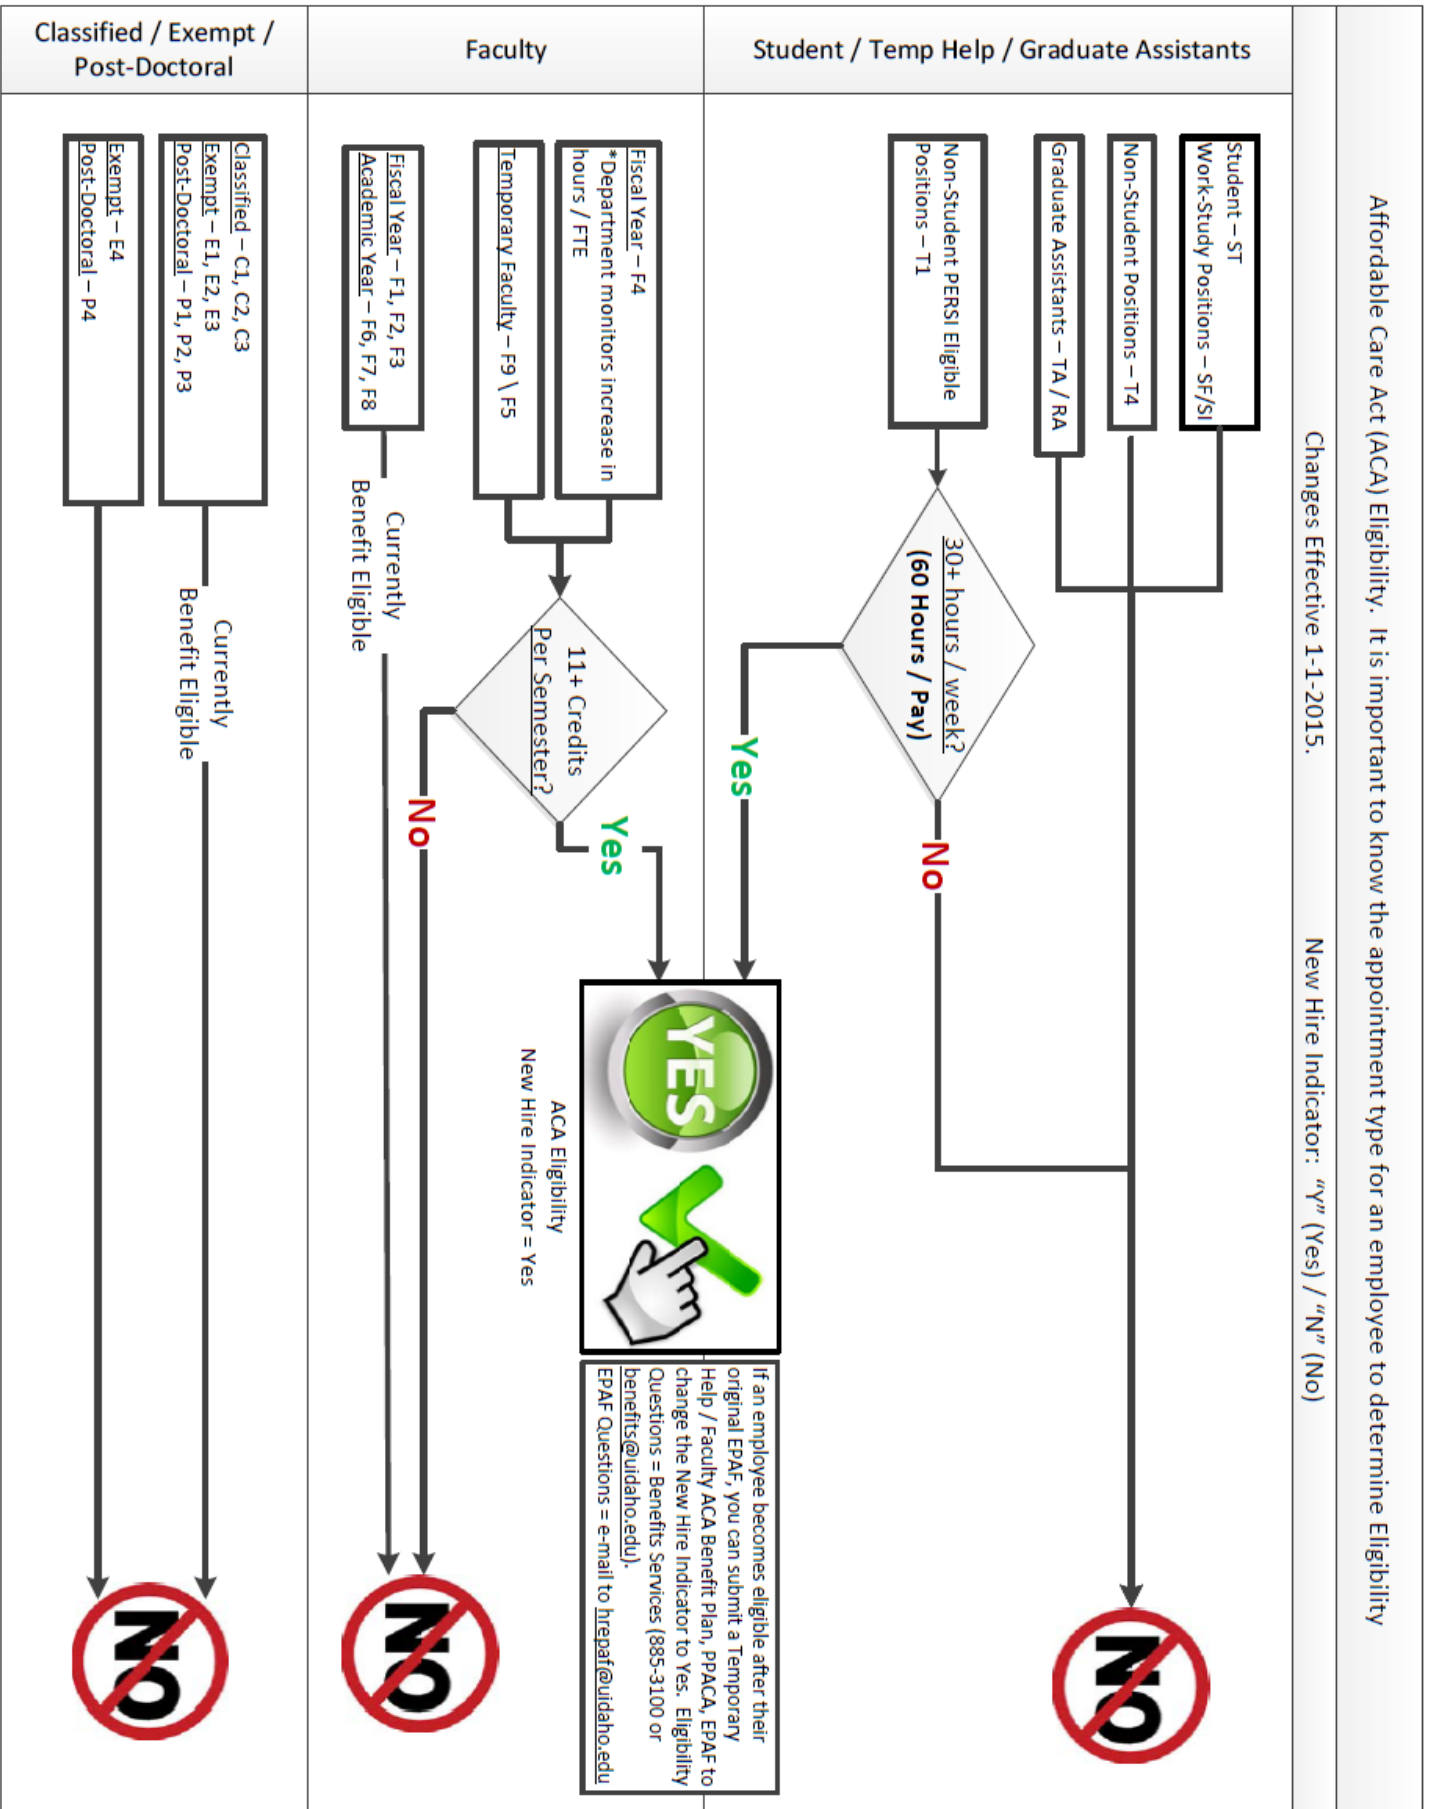 Affordable Care Act (ACA) Eligibility.  It is important to know the appointment type for an employee to determine Eligibility
Changes Effective 1-1-2015.
New Hire Indicator:  “Y” (Yes) / “N” (No)
Student / Temp Help / Graduate Assistants
Student – ST
Work-Study Positions – SF/SI
Non-Student Positions – T4
Graduate Assistants – TA / RA
Non-Student PERSI Eligible
Positions – T1
30+ hours / week?
(60 Hours / Pay)
No
Yes
NO
Faculty
Fiscal Year – F4
*Department monitors increase in
hours / FTE
Temporary Faculty – F9 \ F5
11+ Credits
Per Semester?
Yes
No
Fiscal Year – F1, F2, F3
Academic Year – F6, F7, F8
Currently
Benefit Eligible
NO
YES
ACA Eligibility
New Hire Indicator = Yes
If an employee becomes eligible after their
original EPAF, you can submit a Temporary
Help / Faculty ACA Benefit Plan, PPACA, EPAF to
change the New Hire Indicator to Yes.  Eligibility
Questions = Benefits Services (885-3100 or
benefits@uidaho.edu).
EPAF Questions = e-mail to hrepaf@uidaho.edu
Classified / Exempt /
Post-Doctoral
Classified – C1, C2, C3
Exempt – E1, E2, E3
Post-Doctoral – P1, P2, P3
Currently
Benefit Eligible
Exempt – E4
Post-Doctoral – P4
NO